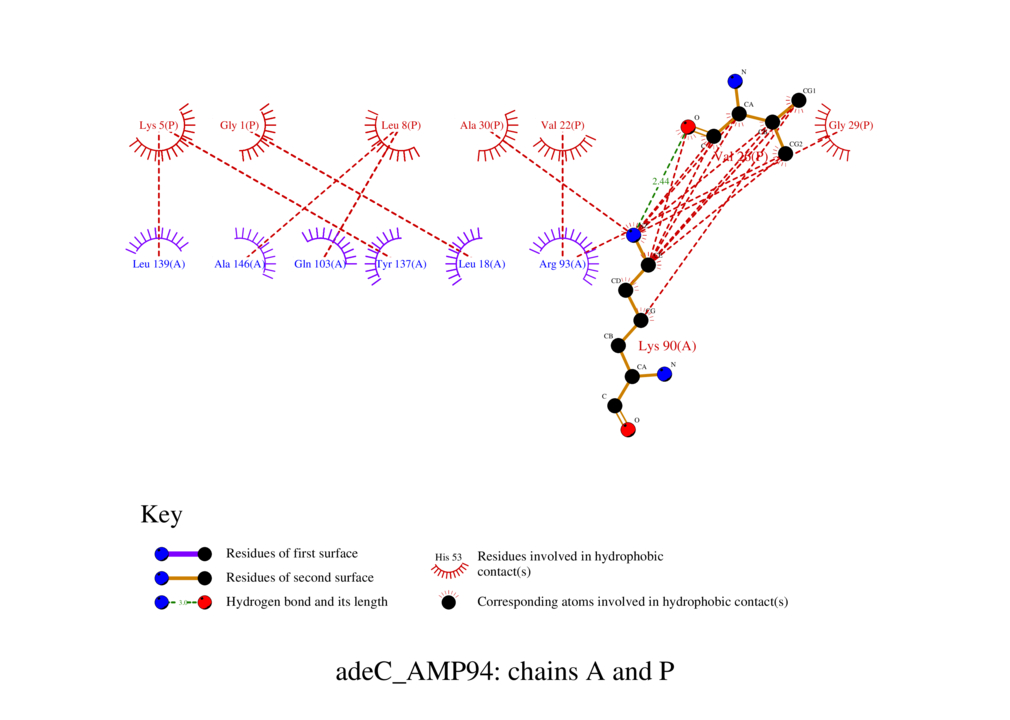 N
CG1
CA
O
Lys 5(P) Gly 1(P) Leu 8(P) Ala 30(P) Val 22(P) Gly 29(P)
CG2
2.44
Leu 139(A) Ala 146(A) Gln 103(A) Tyr 137(A) Leu 18(A) Arg 93(A)
CD
CG
CB
Lys 90(A)
CA N
C
O
Key
Residues of first surface
Residues of second surface
Hydrogen bond and its length
His 53 Residues involved in hydrophobic
contact(s)
Corresponding atoms involved in hydrophobic contact(s)
adeC_AMP94: chains A and P